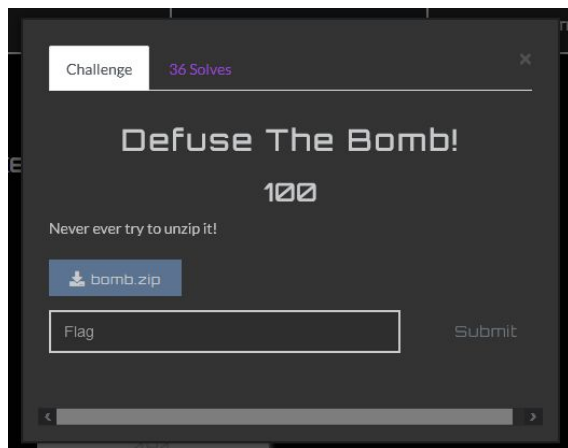 Challenge 36 Solves ×
Defuse The Bomb!
100
Never ever try to unzip it!
bomb.zip
Flag Submit